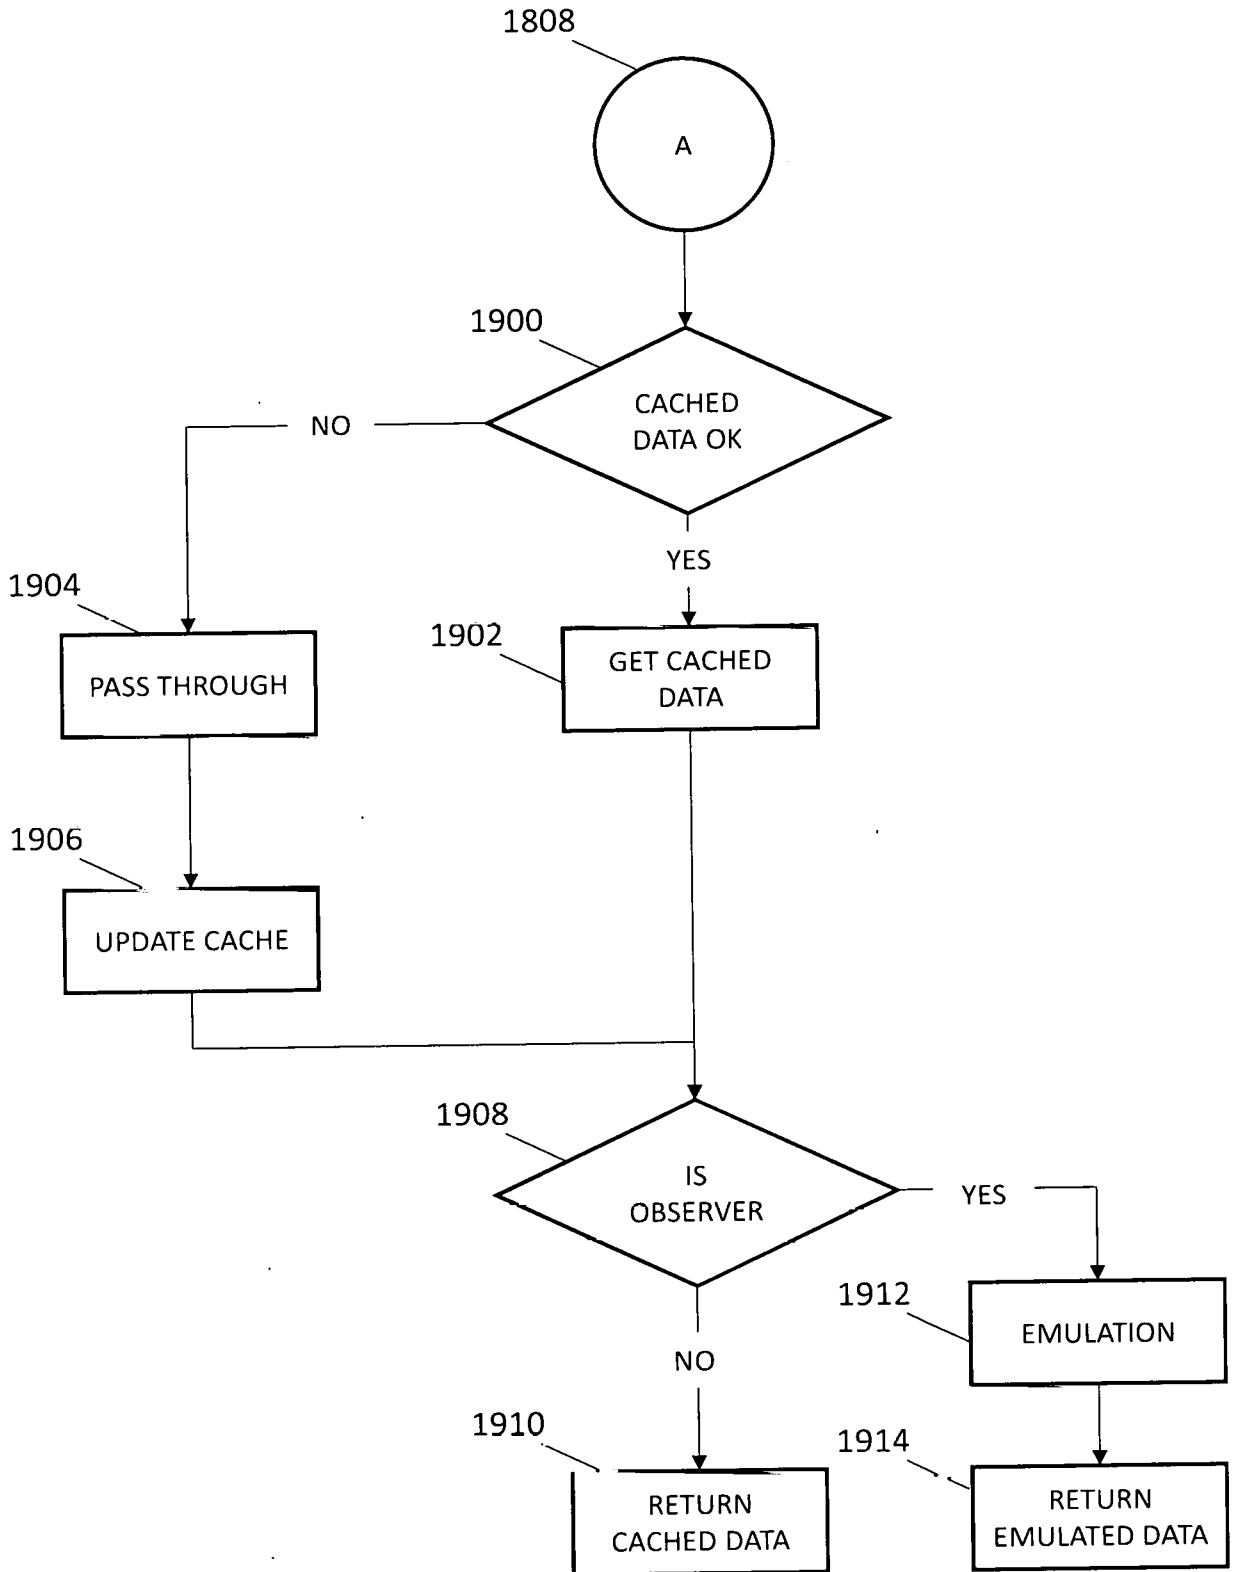 1808
A
1900
CACHED
DATA OK
NO
YES
1904
PASS THROUGH
1902
GET CACHED
DATA
1906
UPDATE CACHE
1908
IS
OBSERVER
YES
NO
1912
EMULATION
1910
RETURN
CACHED DATA
1914
RETURN
EMULATED DATA